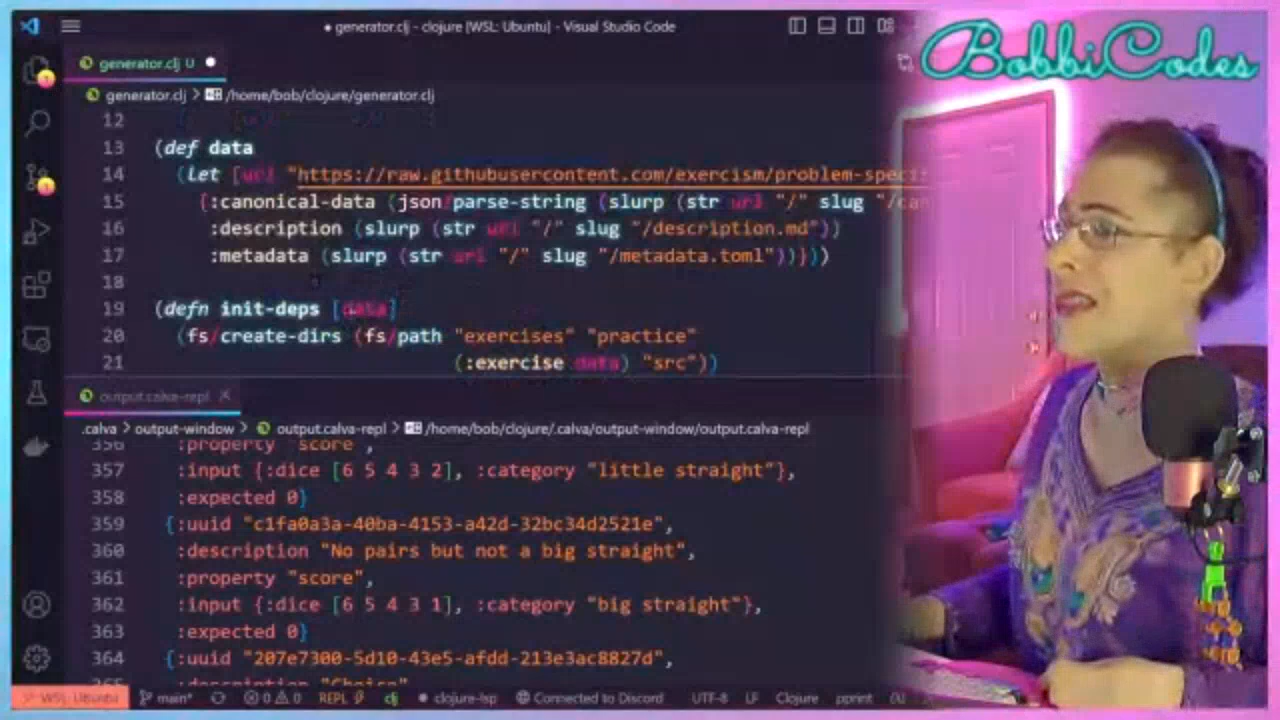 generator.clj - clojure [WSL: Ubuntu] - Visual Studio Code
BobbiCodes
generator.clj U
generator.clj > /home/bob/clojure/generator.clj
12
13 (def data
14 (let [url "https://raw.githubusercontent.com/exercism/problem-specif
15 {:canonical-data (json/parse-string (slurp (str url "/" slug "/can
16 :description (slurp (str url "/" slug "/description.md"))
17 :metadata (slurp (str url "/" slug "/metadata.toml"))}))
18
19 (defn init-deps [data]
20 (fs/create-dirs (fs/path "exercises" "practice"
21 (:exercise data) "src"))
output.calva-repl
.calva > output-window > output.calva-repl > /home/bob/clojure/.calva/output-window/output.calva-repl
356 :property "score",
357 :input {:dice [6 5 4 3 2], :category "little straight"},
358 :expected 0}
359 {:uuid "c1fa0a3a-40ba-4153-a42d-32bc34d2521e",
360 :description "No pairs but not a big straight",
361 :property "score",
362 :input {:dice [6 5 4 3 1], :category "big straight"},
363 :expected 0}
364 {:uuid "207e7300-5d10-43e5-afdd-213e3ac8827d",
365 :description "Choice",
WSL: Ubuntu main* 0 0 REPL clj clojure-lsp Connected to Discord UTF-8 LF Clojure pprint